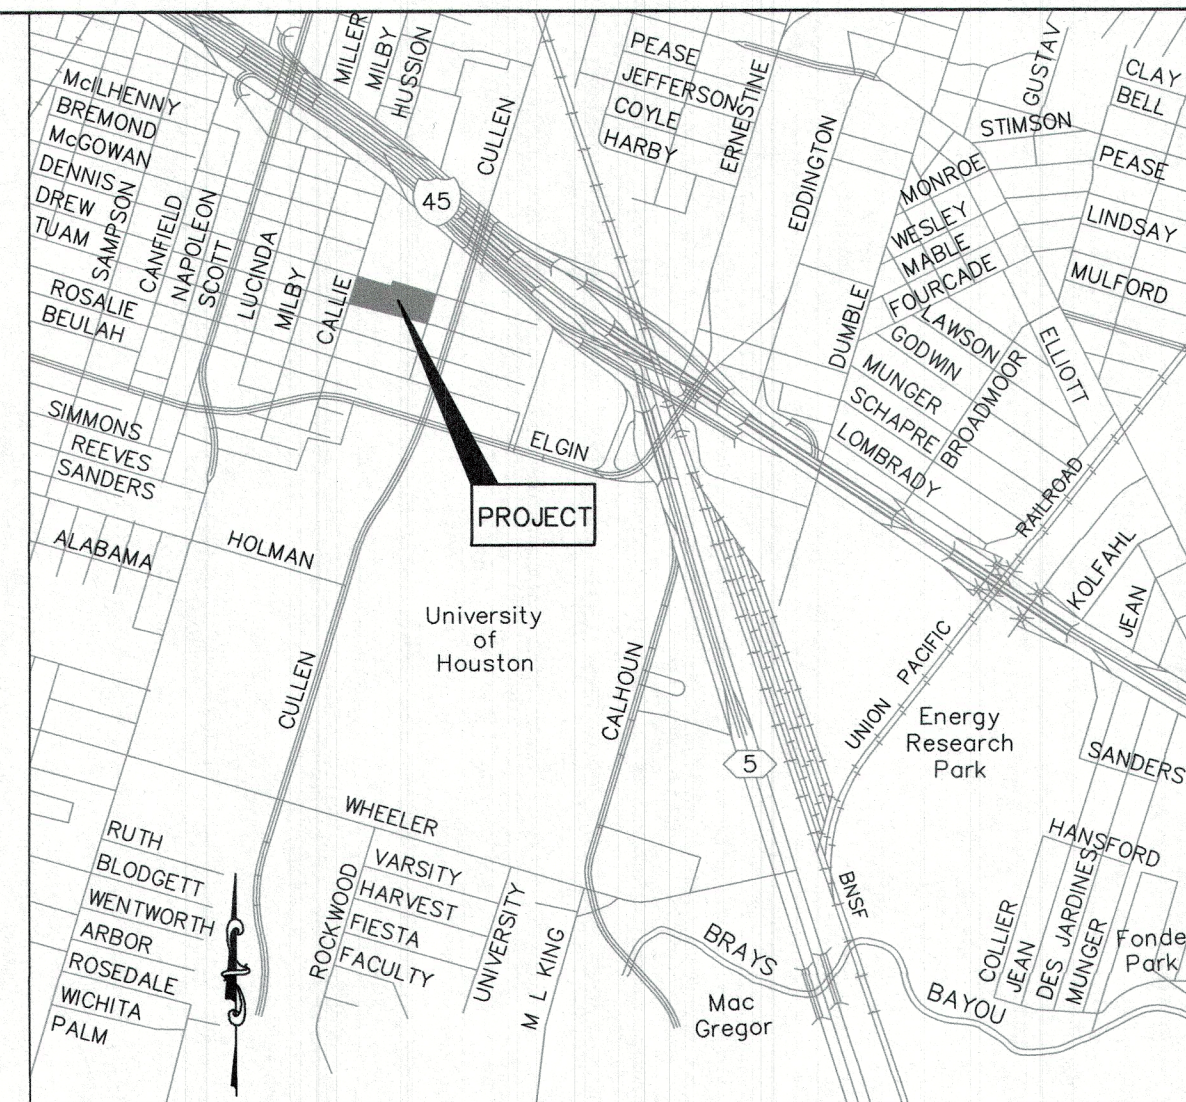 MILLER
MILBY
HUSSION
CULLEN
PEASE
JEFFERSON
COYLE
HARBY
ERNESTINE
EDDINGTON
GUSTAV
CLAY
BELL
STIMSON
PEASE
LINDSAY
MULFORD
McILHENNY
BREMOND
McGOWAN
DENNIS
DREW
TUAM
SAMPSON
CANFIELD
NAPOLEON
SCOTT
LUCINDA
MILBY
CALLIE
45
MONROE
WESLEY
MABLE
FOURCADE
LAWSON
GODWIN
MUNGER
SCHAPRE
LOMBRADY
BROADMOOR
ELLIOTT
DUMBLE
ROSALIE
BEULAH
SIMMONS
REEVES
SANDERS
ALABAMA
HOLMAN
ELGIN
PROJECT
University
of
Houston
CULLEN
CALHOUN
RAILROAD
PACIFIC
UNION
KOLFAHL
JEAN
Energy
Research
Park
5
SANDERS
HANSFORD
WHEELER
RUTH
BLODGETT
WENTWORTH
ARBOR
ROSEDALE
WICHITA
PALM
ROCKWOOD
VARSITY
HARVEST
FIESTA
FACULTY
UNIVERSITY
M L KING
BNSF
BRAYS
BAYOU
Mac
Gregor
COLLIER
JEAN
DES JARDINES
MUNGER
Fonde
Park